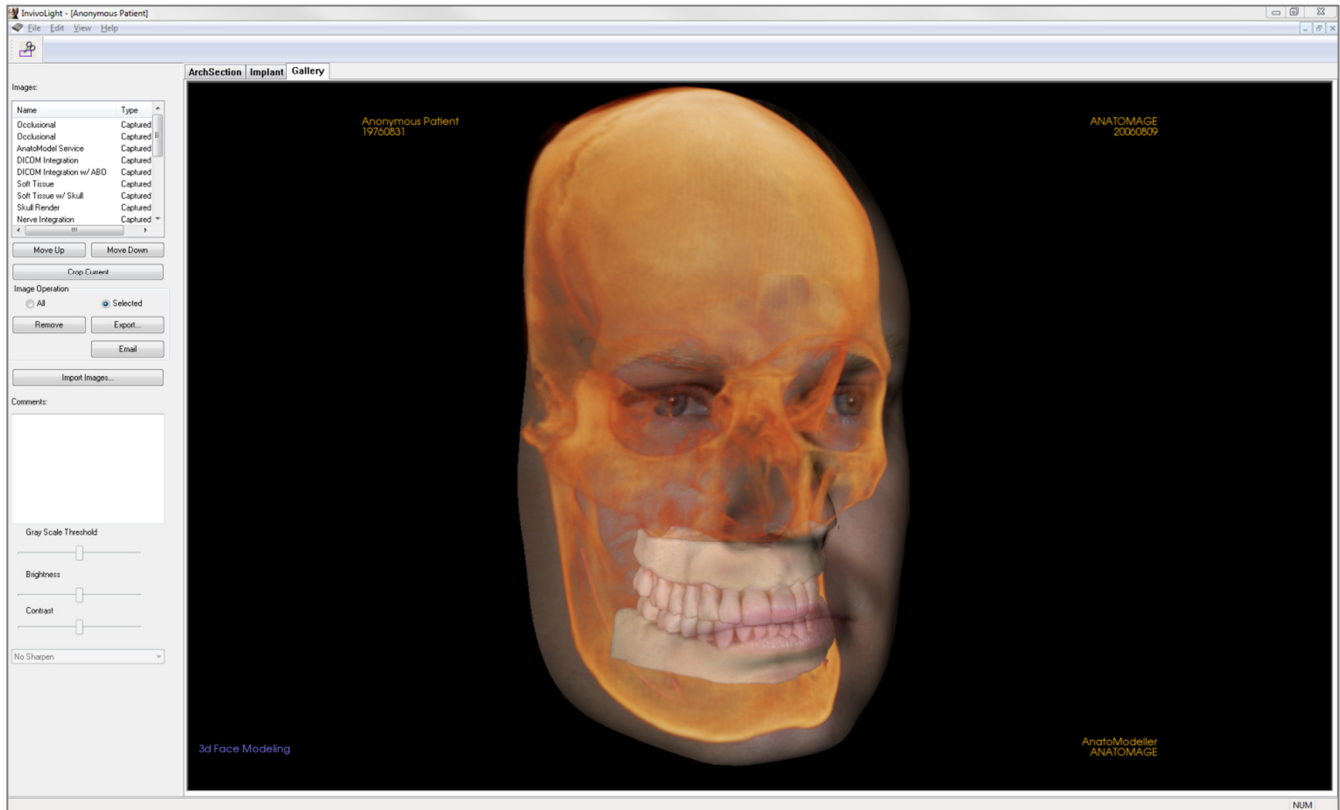 InvivoLight - [Anonymous Patient]
File Edit View Help
ArchSection Implant Gallery
Images:
Name Type
Occlusional Captured
Occlusional Captured
AnatoModel Service Captured
DICOM Integration Captured
DICOM Integration w/ ABO Captured
Soft Tissue Captured
Soft Tissue w/ Skull Captured
Skull Render Captured
Nerve Integration Captured
Move Up Move Down
Crop Current
Image Operation
All Selected
Remove Export...
Email
Import Images...
Comments:
Gray Scale Threshold
Brightness
Contrast
No Sharpen
Anonymous Patient
19760831
ANATOMAGE
20060809
3d Face Modeling
AnatoModeller
ANATOMAGE
NUM